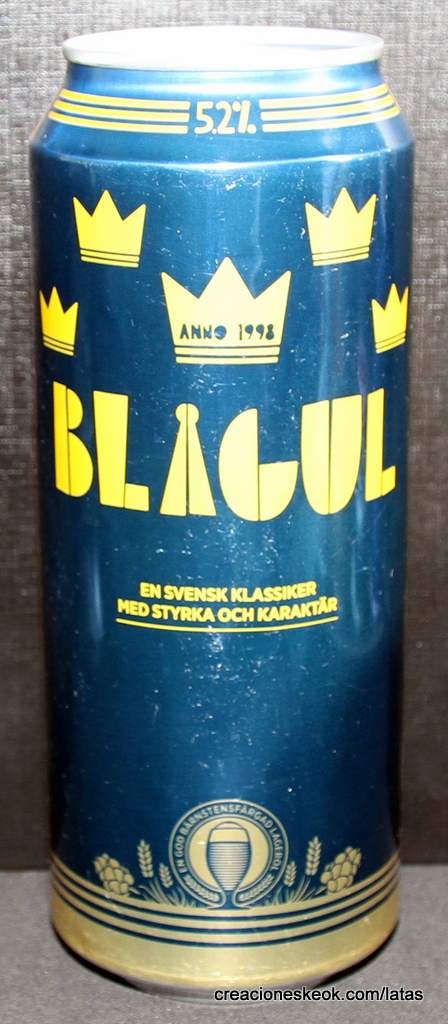 5.2%
ANNO 1998
BLÅGUL
EN SVENSK KLASSIKER
MED STYRKA OCH KARAKTÄR
EN GOD BÄRNSTENSFÄRGAD LAGERÖL
creacioneskeok.com/latas